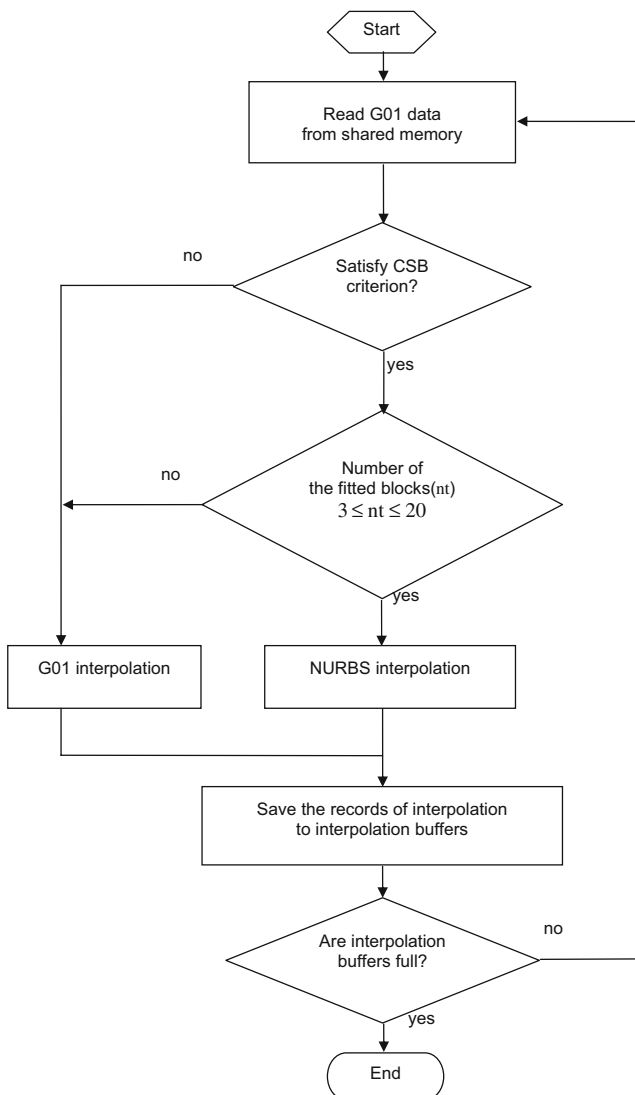 Start
Read G01 data
from shared memory
no
Satisfy CSB
criterion?
yes
no
Number of
the fitted blocks(nt)
3 ≤ nt ≤ 20
yes
G01 interpolation
NURBS interpolation
Save the records of interpolation
to interpolation buffers
no
Are interpolation
buffers full?
yes
End